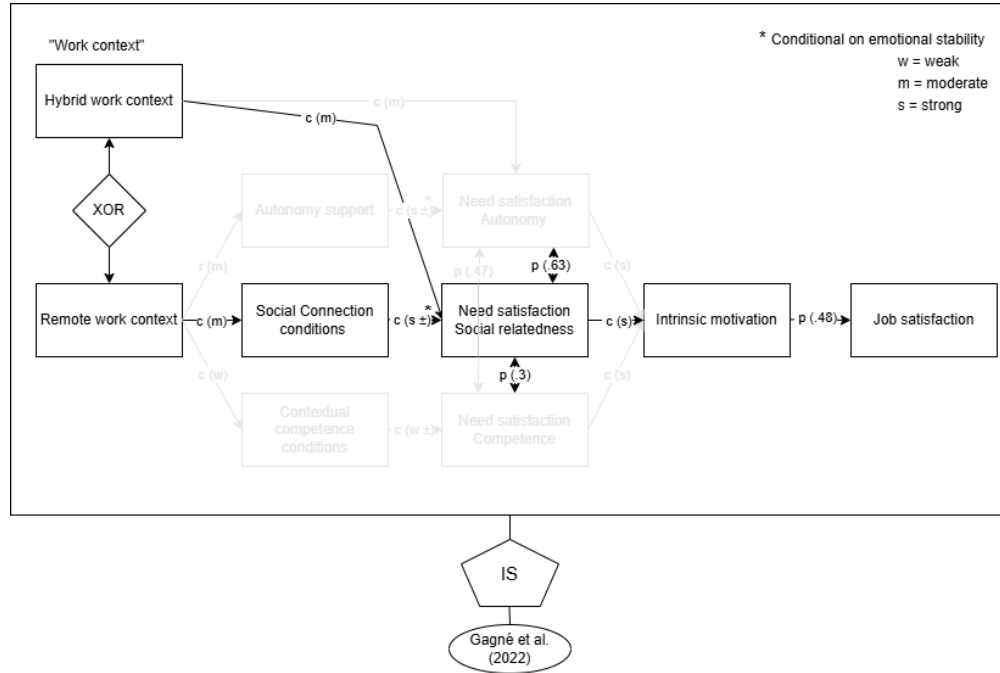 "Work context"
* Conditional on emotional stability
w = weak
m = moderate
s = strong
Hybrid work context
c (m)
c (m)
XOR
Autonomy support
c (s ±)
*
Need satisfaction
Autonomy
r (m)
p (.47)
p (.63)
c (s)
Remote work context
c (m)
Social Connection
conditions
c (s ±)
*
Need satisfaction
Social relatedness
c (s)
Intrinsic motivation
p (.48)
Job satisfaction
c (w)
p (.3)
c (s)
Contextual
competence
conditions
c (w ±)
Need satisfaction
Competence
IS
Gagné et al.
(2022)